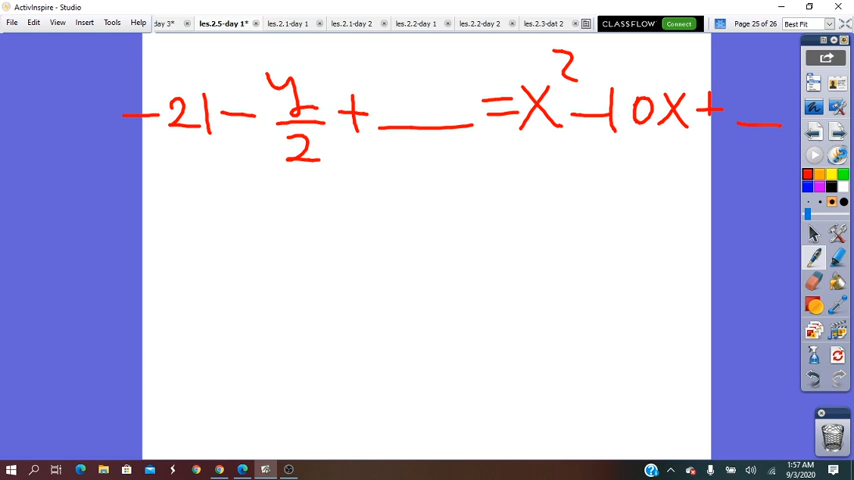 ActivInspire - Studio
File Edit View Insert Tools Help day 3* les.2.5-day 1* les.2.1-day 1 les.2.1-day 2 les.2.2-day 1 les.2.2-day 2 les.2.3-dat 2 CLASSFLOW Connect Page 25 of 26 Best Fit
- 21 - y/2 + ___ = x² - 10x + __
1:57 AM
9/3/2020